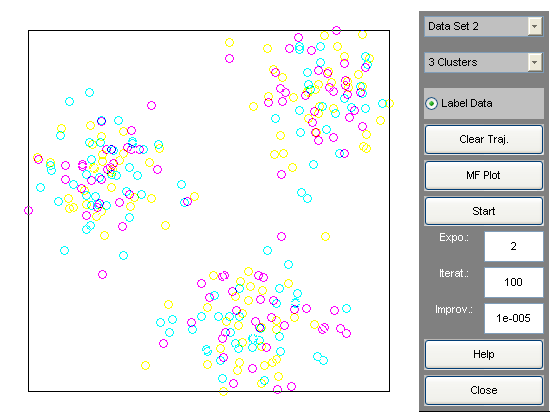 Data Set 2
3 Clusters
Label Data
Clear Traj.
MF Plot
Start
Expo.: 2
Iterat.: 100
Improv.: 1e-005
Help
Close